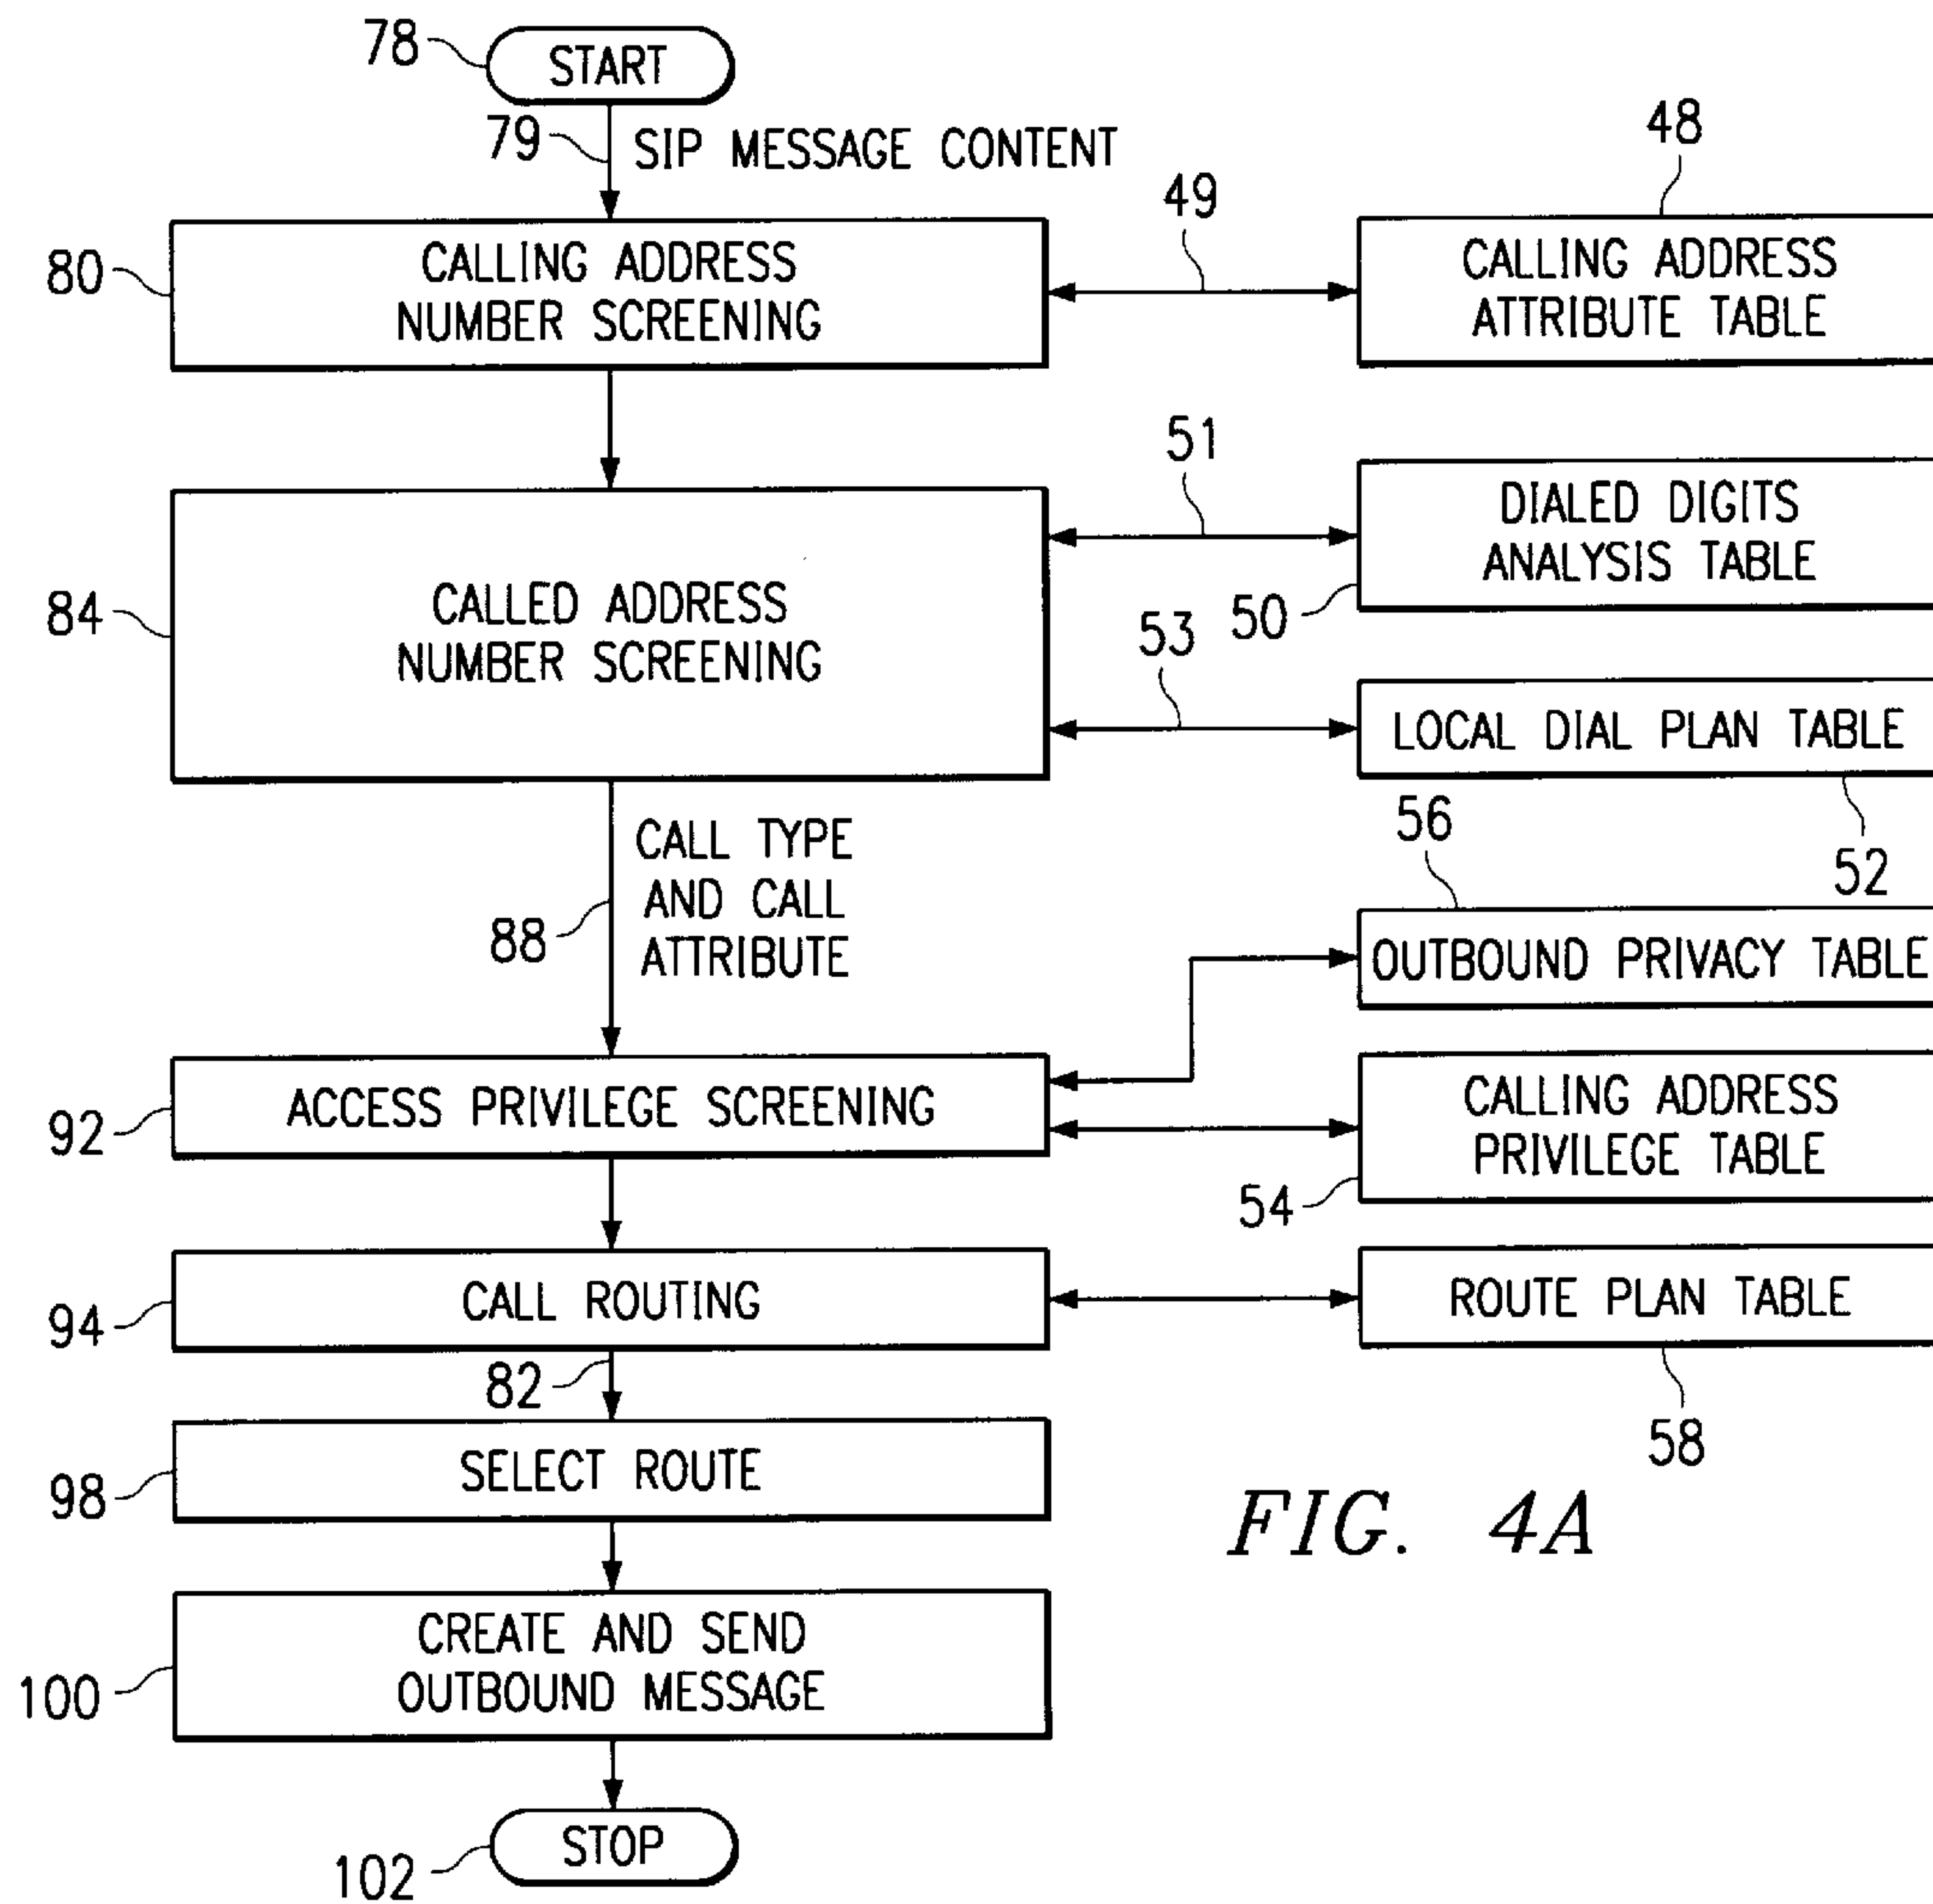 78
START
79
SIP MESSAGE CONTENT
48
49
80
CALLING ADDRESS
NUMBER SCREENING
CALLING ADDRESS
ATTRIBUTE TABLE
51
84
CALLED ADDRESS
NUMBER SCREENING
DIALED DIGITS
ANALYSIS TABLE
50
53
LOCAL DIAL PLAN TABLE
52
88
CALL TYPE
AND CALL
ATTRIBUTE
56
OUTBOUND PRIVACY TABLE
92
ACCESS PRIVILEGE SCREENING
CALLING ADDRESS
PRIVILEGE TABLE
54
94
CALL ROUTING
ROUTE PLAN TABLE
58
82
98
SELECT ROUTE
FIG. 4A
100
CREATE AND SEND
OUTBOUND MESSAGE
102
STOP